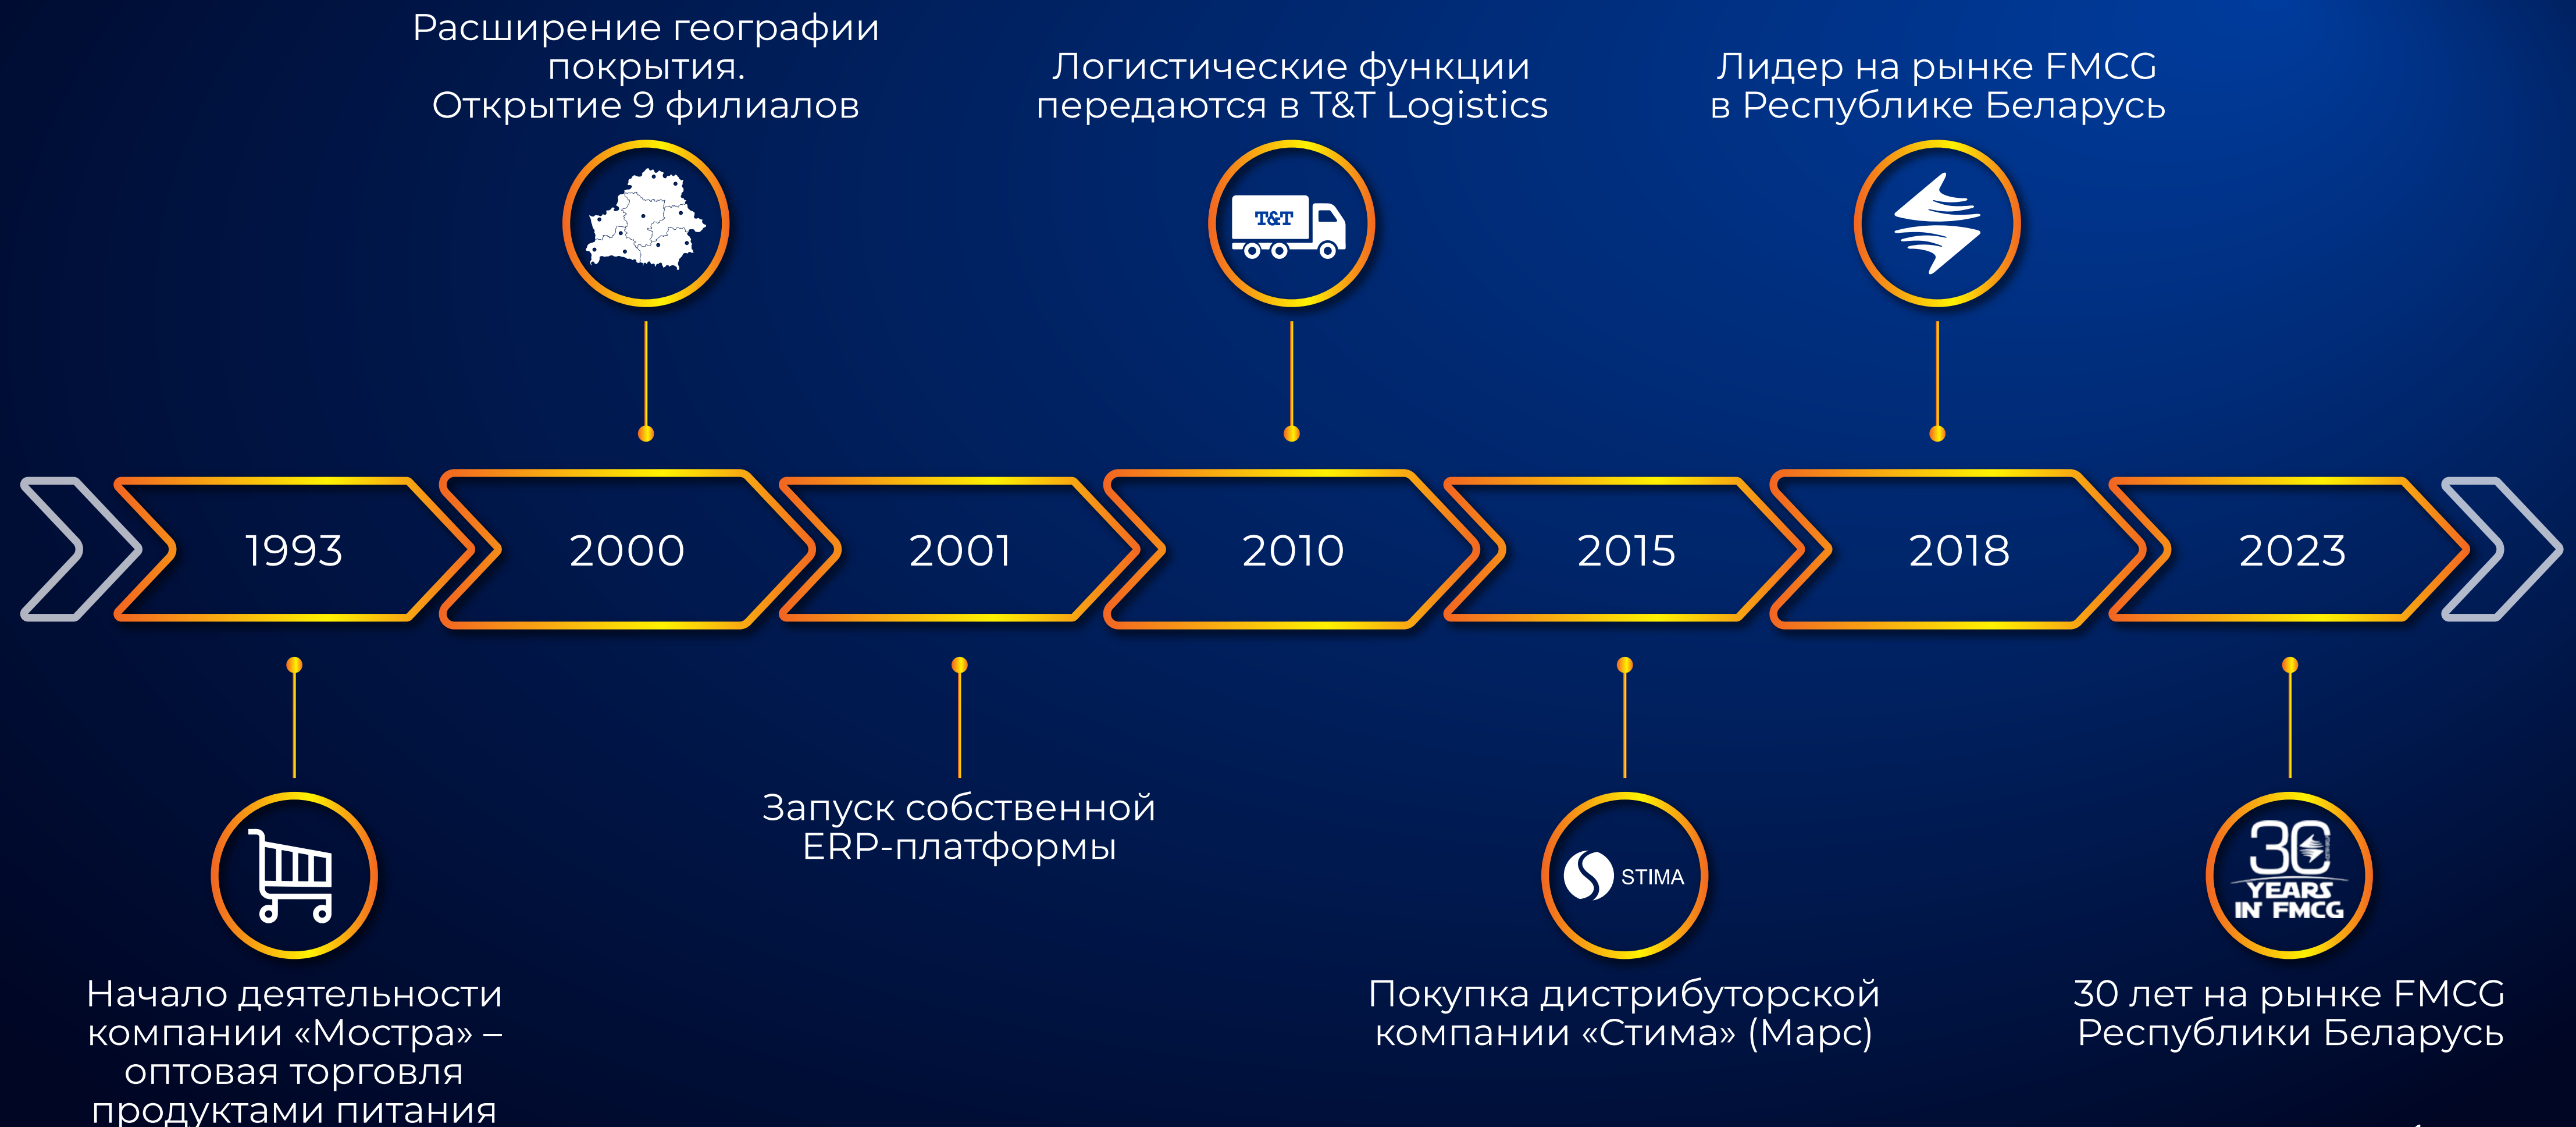 Расширение географии
покрытия.
Открытие 9 филиалов
Логистические функции
передаются в T&T Logistics
Лидер на рынке FMCG
в Республике Беларусь
T&T
1993
2000
2001
2010
2015
2018
2023
Запуск собственной
ERP-платформы
STIMA
30
YEARS
IN FMCG
Начало деятельности
компании «Мостра» –
оптовая торговля
продуктами питания
Покупка дистрибуторской
компании «Стима» (Марс)
30 лет на рынке FMCG
Республики Беларусь